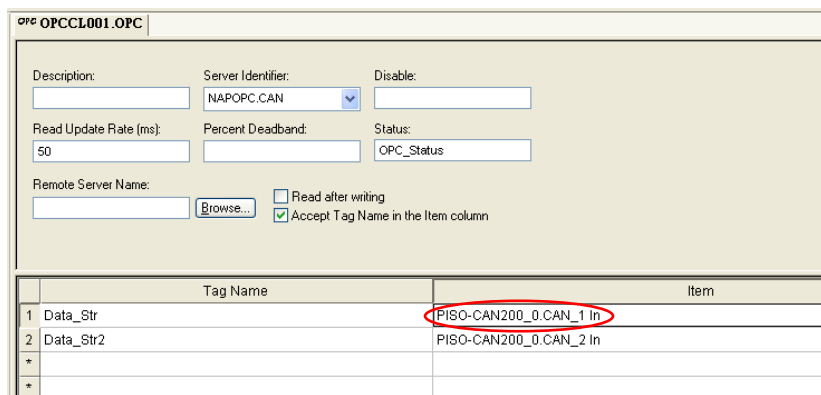 OPC OPCCL001.OPC
Description: Server Identifier: Disable:
NAPOPC.CAN
Read Update Rate (ms): Percent Deadband: Status:
50 OPC_Status
Remote Server Name:
Browse... Read after writing
Accept Tag Name in the Item column
Tag Name Item
1 Data_Str PISO-CAN200_0.CAN_1 In
2 Data_Str2 PISO-CAN200_0.CAN_2 In
*
*